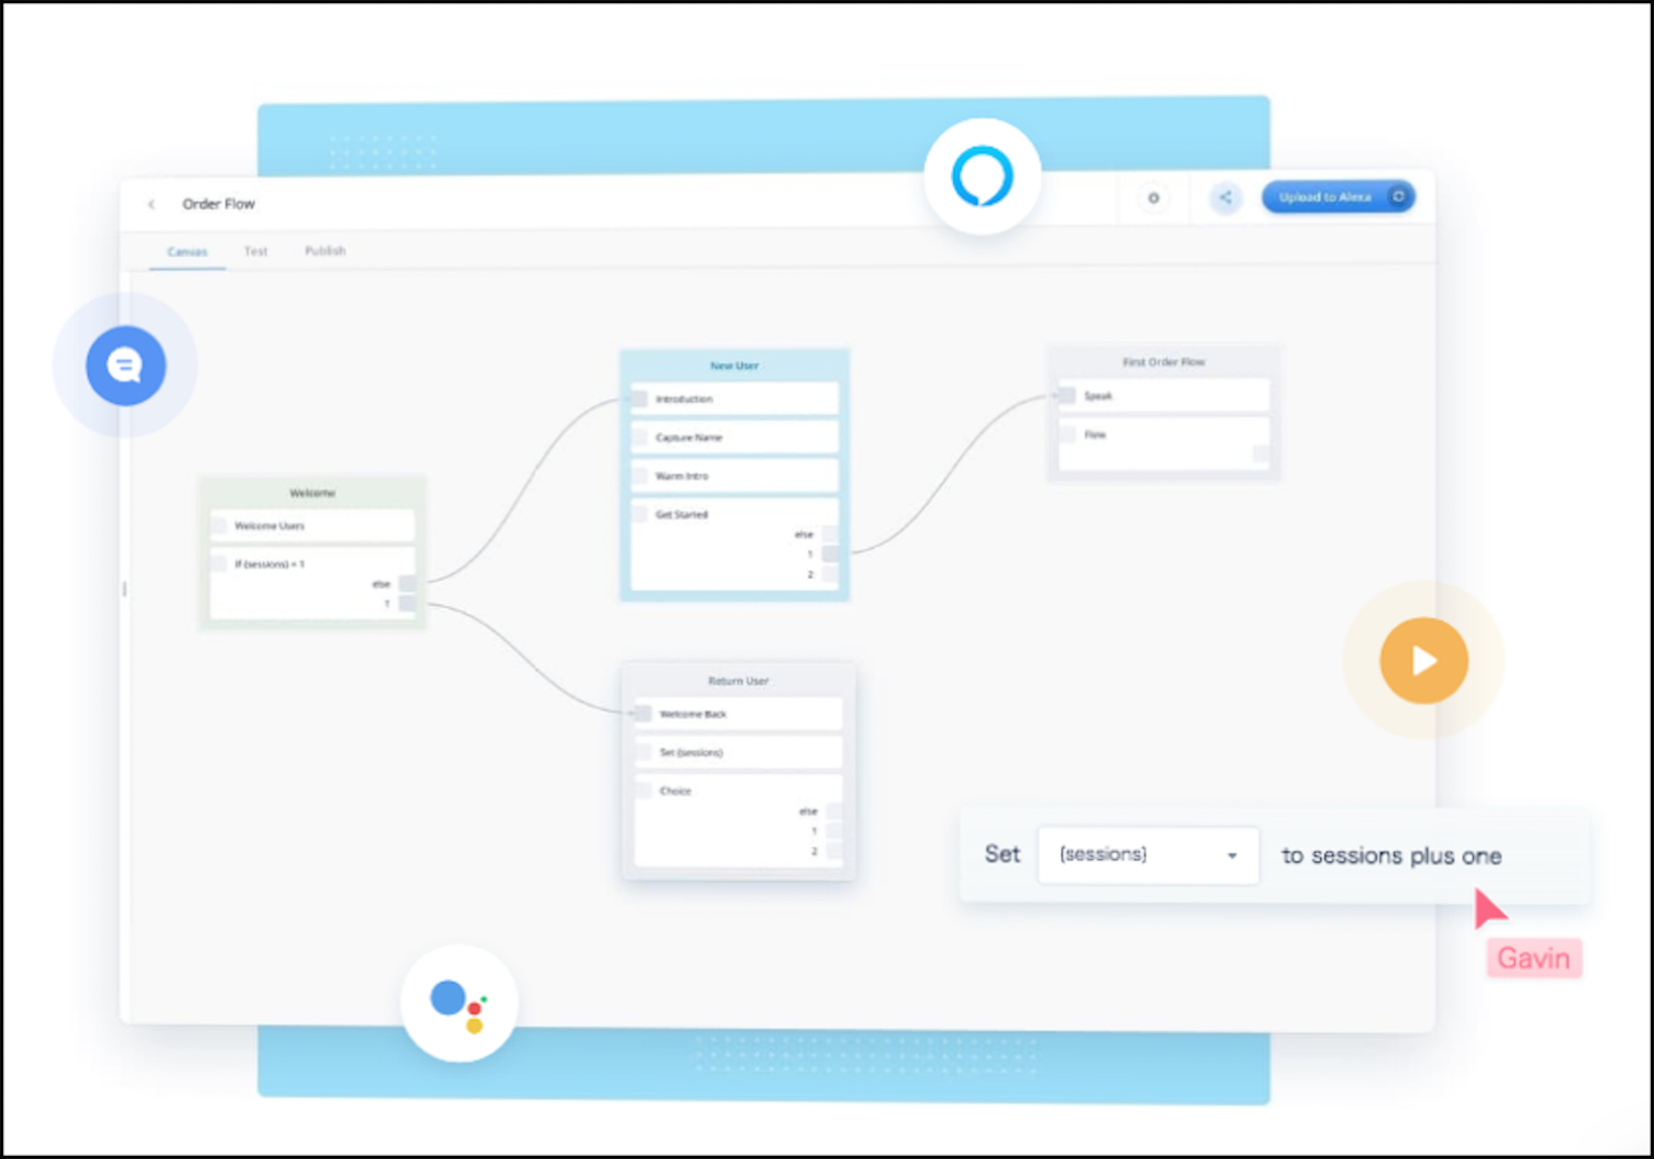 Order Flow
Upload to Alexa
Canvas Test Publish
New User
Introduction
Capture Name
Warm Intro
Get Started
else
1
2
First Order Flow
Speak
Flow
Welcome
Welcome Users
If {sessions} = 1
else
1
Return User
Welcome Back
Set {sessions}
Choice
else
1
2
Set {sessions} to sessions plus one
Gavin